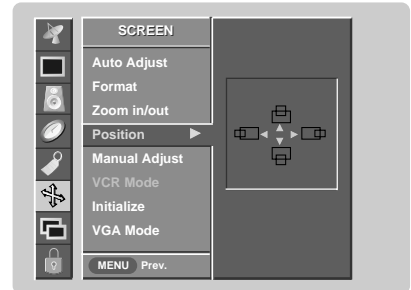 SCREEN
Auto Adjust
Format
Zoom in/out
Position
Manual Adjust
VCR Mode
Initialize
VGA Mode
MENU Prev.